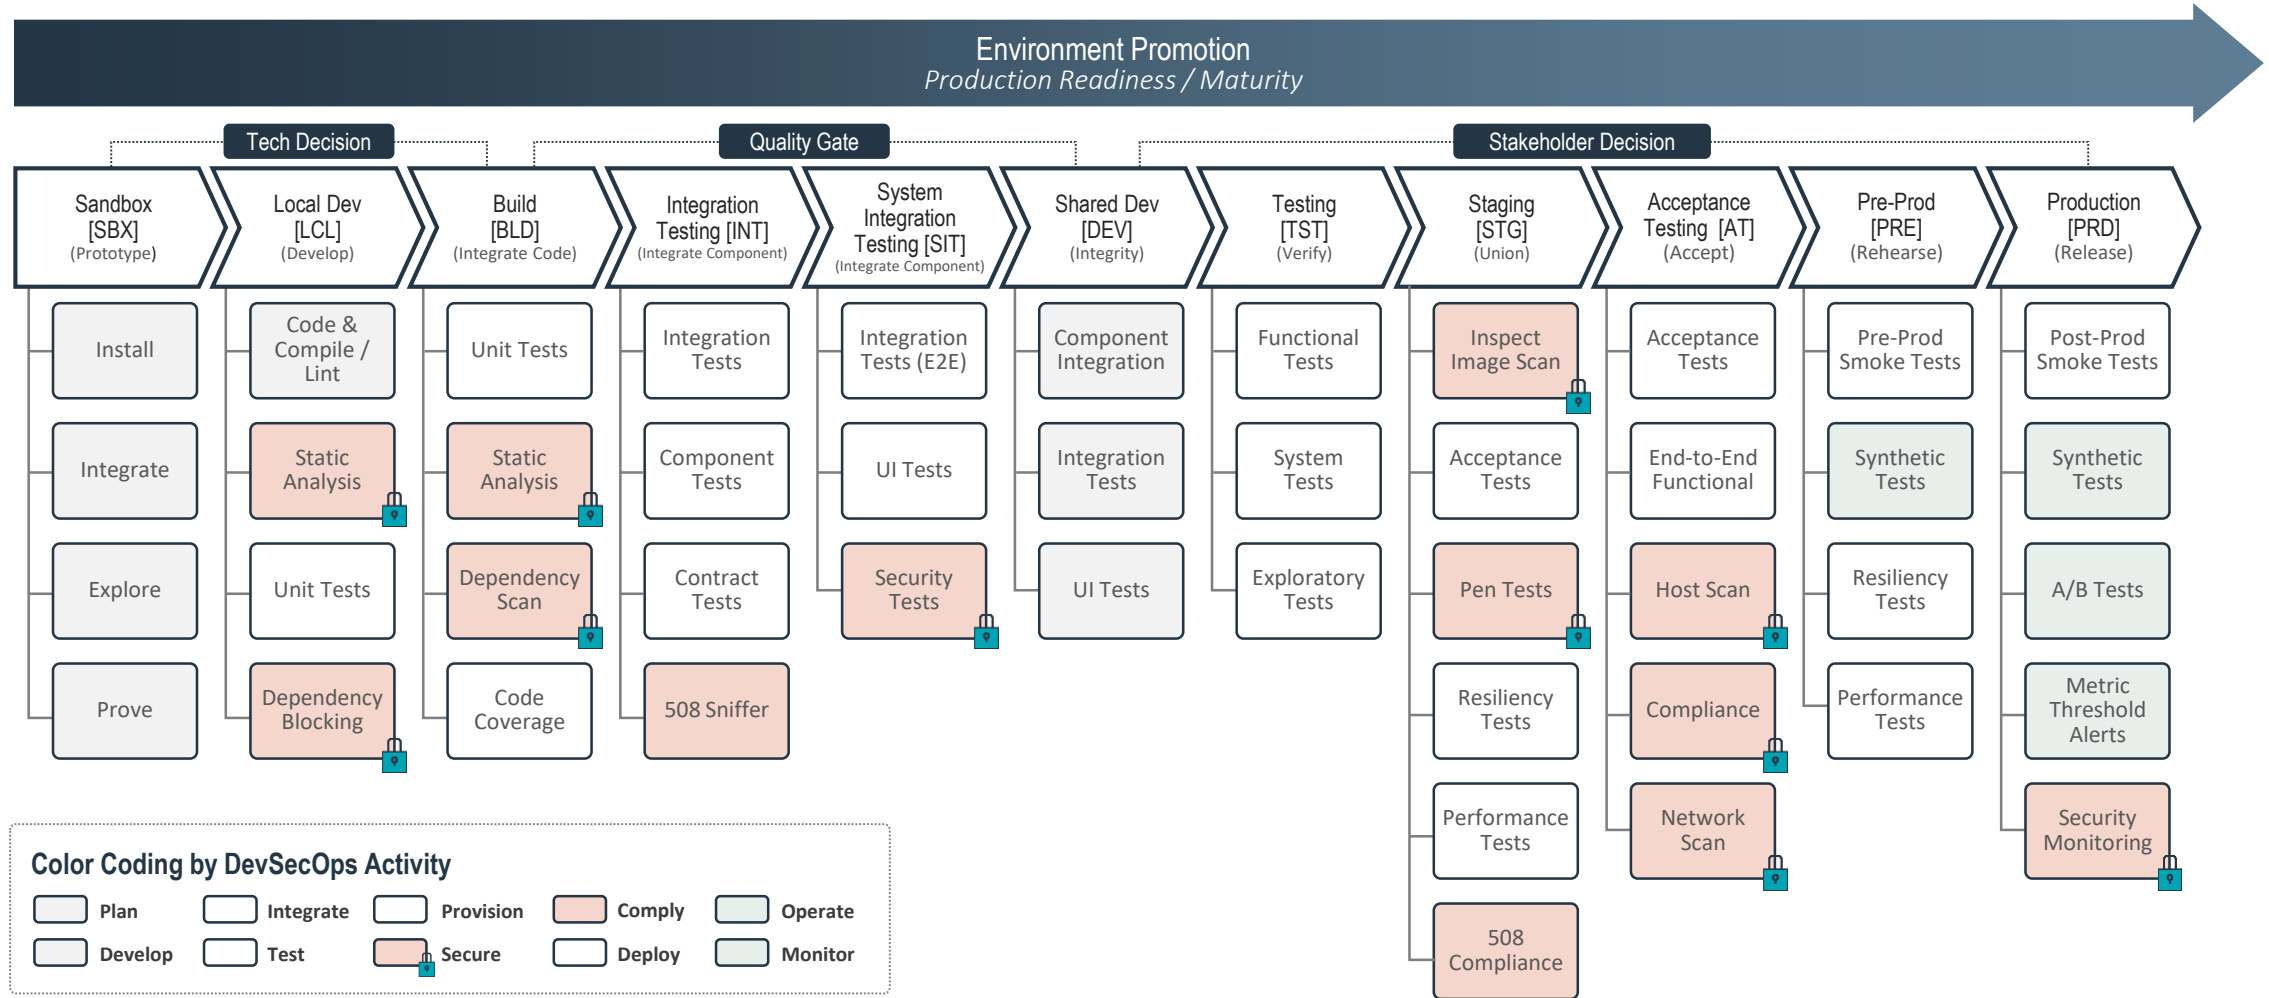 Environment Promotion
Production Readiness / Maturity
Tech Decision
Quality Gate
Stakeholder Decision
Sandbox
[SBX]
(Prototype)
Local Dev
[LCL]
(Develop)
Build
[BLD]
(Integrate Code)
Integration
Testing [INT]
(Integrate Component)
System
Integration
Testing [SIT]
(Integrate Component)
Shared Dev
[DEV]
(Integrity)
Testing
[TST]
(Verify)
Staging
[STG]
(Union)
Acceptance
Testing [AT]
(Accept)
Pre-Prod
[PRE]
(Rehearse)
Production
[PRD]
(Release)
Install
Integrate
Explore
Prove
Code &
Compile /
Lint
Static
Analysis
Unit Tests
Dependency
Blocking
Unit Tests
Static
Analysis
Dependency
Scan
Code
Coverage
Integration
Tests
Component
Tests
Contract
Tests
508 Sniffer
Integration
Tests (E2E)
UI Tests
Security
Tests
Component
Integration
Integration
Tests
UI Tests
Functional
Tests
System
Tests
Exploratory
Tests
Inspect
Image Scan
Acceptance
Tests
Pen Tests
Resiliency
Tests
Performance
Tests
508
Compliance
Acceptance
Tests
End-to-End
Functional
Host Scan
Compliance
Network
Scan
Pre-Prod
Smoke Tests
Synthetic
Tests
Resiliency
Tests
Performance
Tests
Post-Prod
Smoke Tests
Synthetic
Tests
A/B Tests
Metric
Threshold
Alerts
Security
Monitoring
Color Coding by DevSecOps Activity
Plan
Integrate
Provision
Comply
Operate
Develop
Test
Secure
Deploy
Monitor